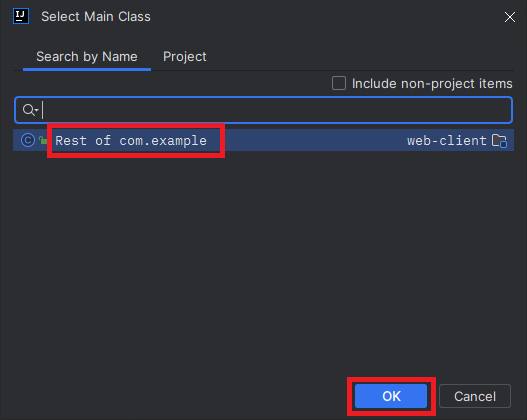 Select Main Class
Search by Name Project
Include non-project items
Rest of com.example web-client
OK Cancel